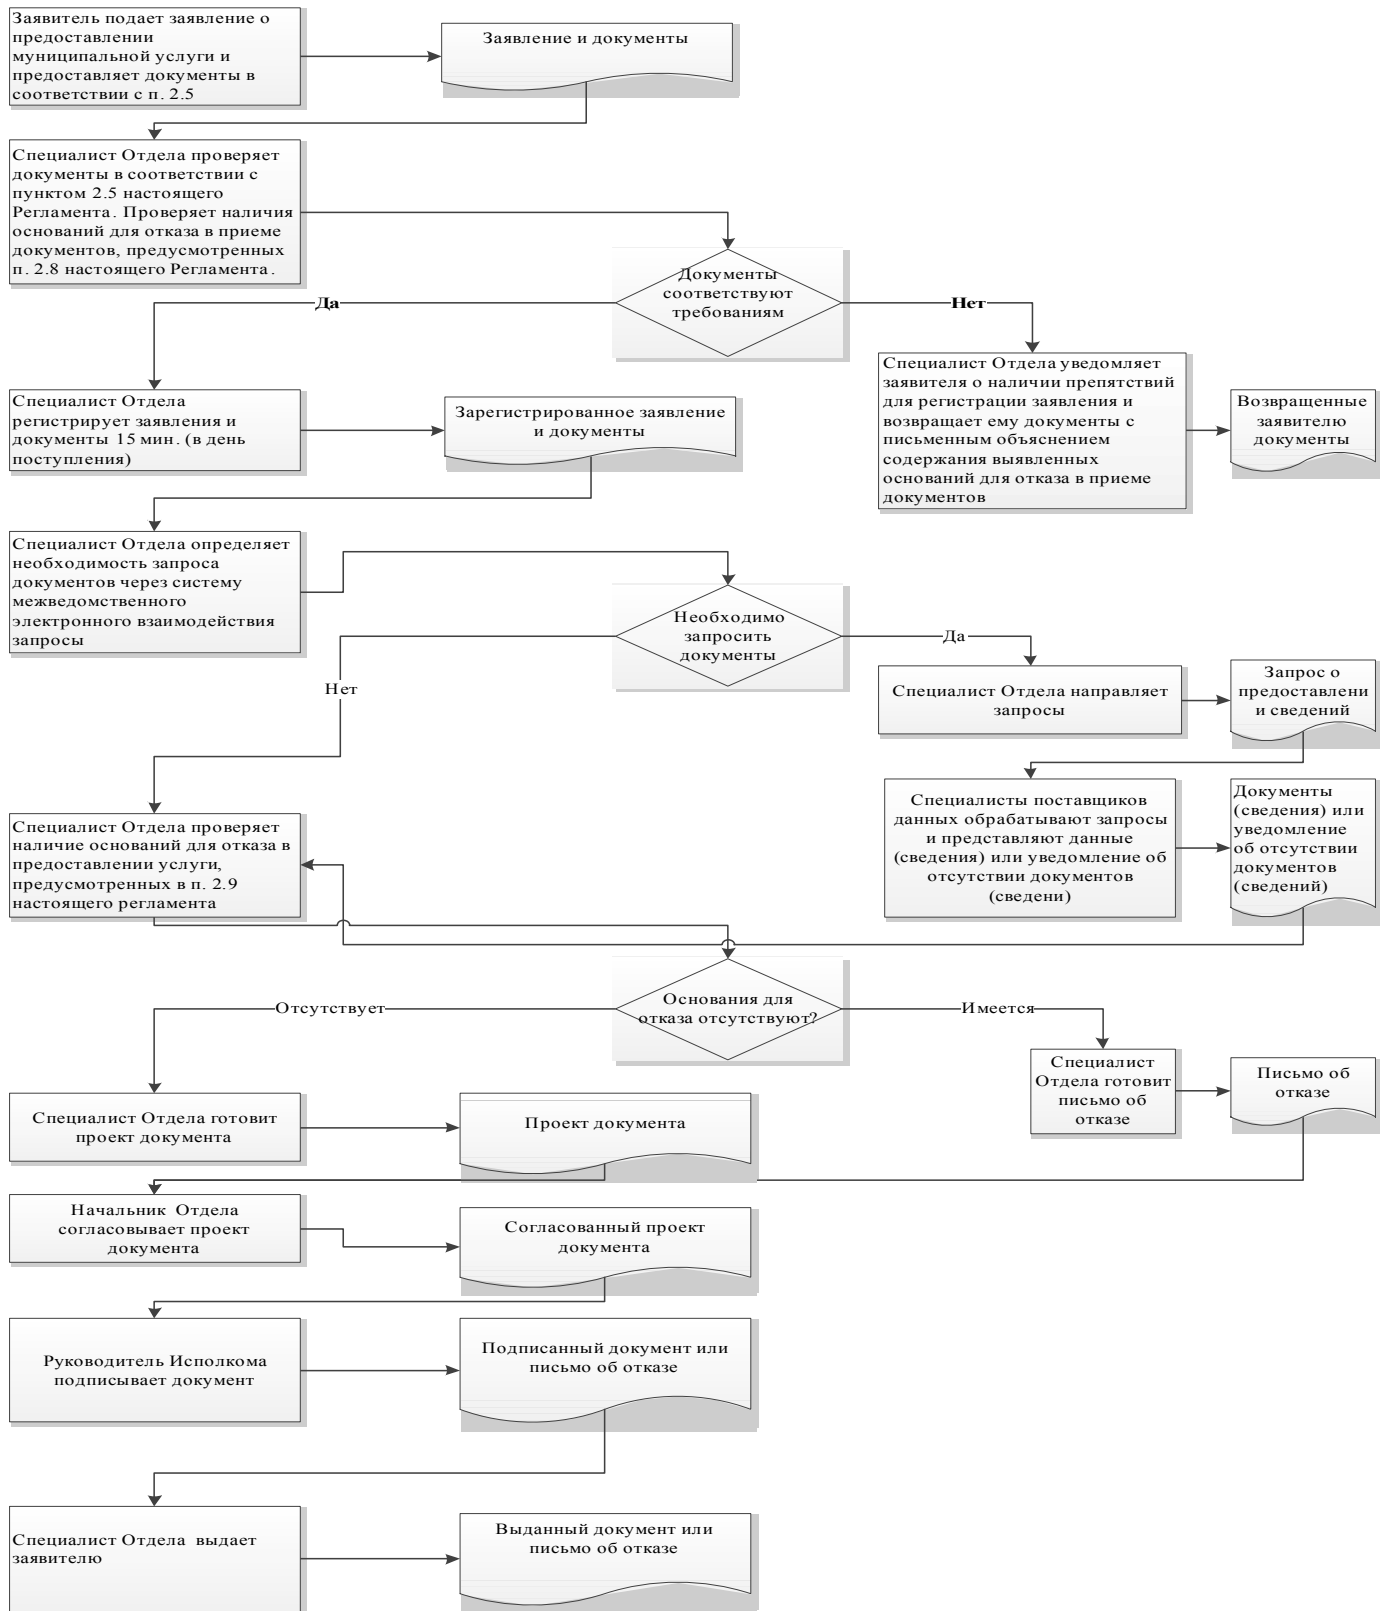 Заявитель подает заявление о
предоставлении
муниципальной услуги и
предоставляет документы в
соответствии с п. 2.5
Заявление и документы
Специалист Отдела проверяет
документы в соответствии с
пунктом 2.5 настоящего
Регламента. Проверяет наличия
оснований для отказа в приеме
документов, предусмотренных
п. 2.8 настоящего Регламента.
Документы
соответствуют
требованиям
Да
Нет
Специалист Отдела
регистрирует заявления и
документы 15 мин. (в день
поступления)
Зарегистрированное заявление
и документы
Специалист Отдела уведомляет
заявителя о наличии препятствий
для регистрации заявления и
возвращает ему документы с
письменным объяснением
содержания выявленных
оснований для отказа в приеме
документов
Возвращенные
заявителю
документы
Специалист Отдела определяет
необходимость запроса
документов через систему
межведомственного
электронного взаимодействия
запросы
Необходимо
запросить
документы
Да
Нет
Специалист Отдела направляет
запросы
Запрос о
предоставлени
и сведений
Специалисты поставщиков
данных обрабатывают запросы
и представляют данные
(сведения) или уведомление об
отсутствии документов
(сведени)
Документы
(сведения) или
уведомление
об отсутствии
документов
(сведений)
Специалист Отдела проверяет
наличие оснований для отказа в
предоставлении услуги,
предусмотренных в п. 2.9
настоящего регламента
Основания для
отказа отсутствуют?
Отсутствует
Имеется
Специалист
Отдела готовит
письмо об
отказе
Письмо об
отказе
Специалист Отдела готовит
проект документа
Проект документа
Начальник Отдела
согласовывает проект
документа
Согласованный проект
документа
Руководитель Исполкома
подписывает документ
Подписанный документ или
письмо об отказе
Специалист Отдела выдает
заявителю
Выданный документ или
письмо об отказе